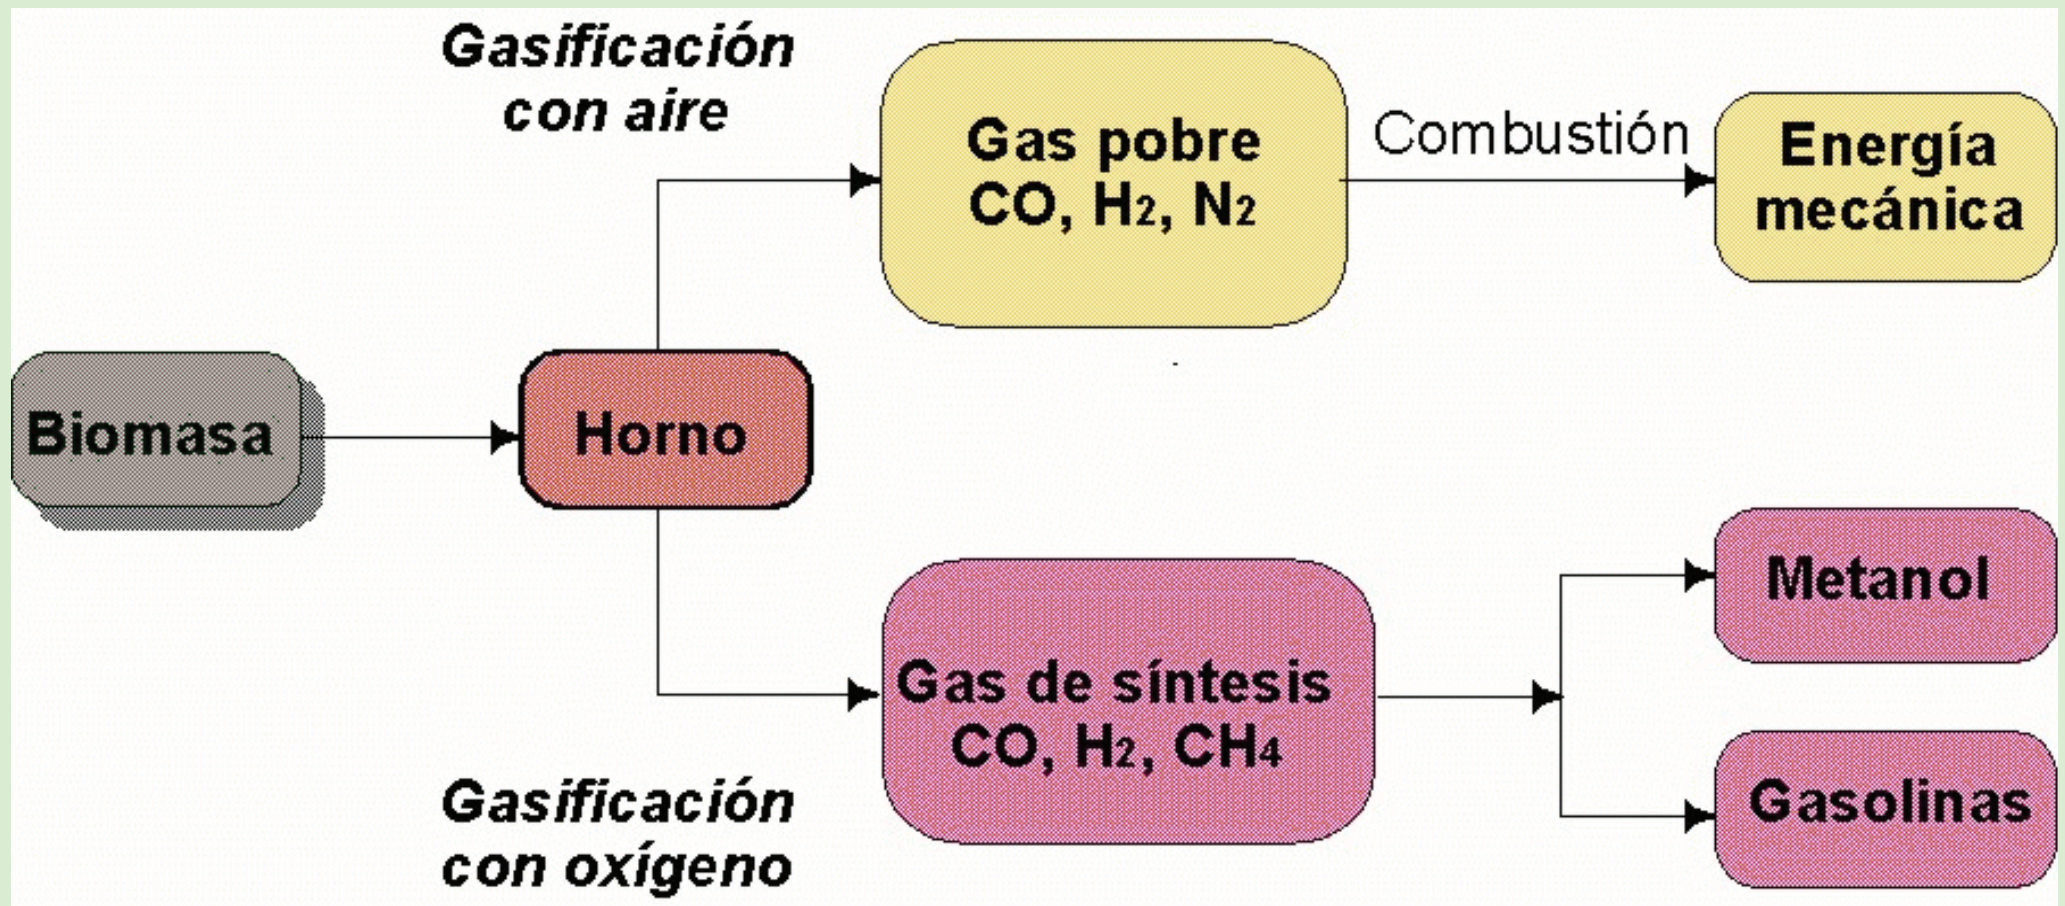 Gasificación
con aire
Gas pobre
CO, H2, N2
Combustión
Energía
mecánica
Biomasa
Horno
Gas de síntesis
CO, H2, CH4
Metanol
Gasolinas
Gasificación
con oxígeno